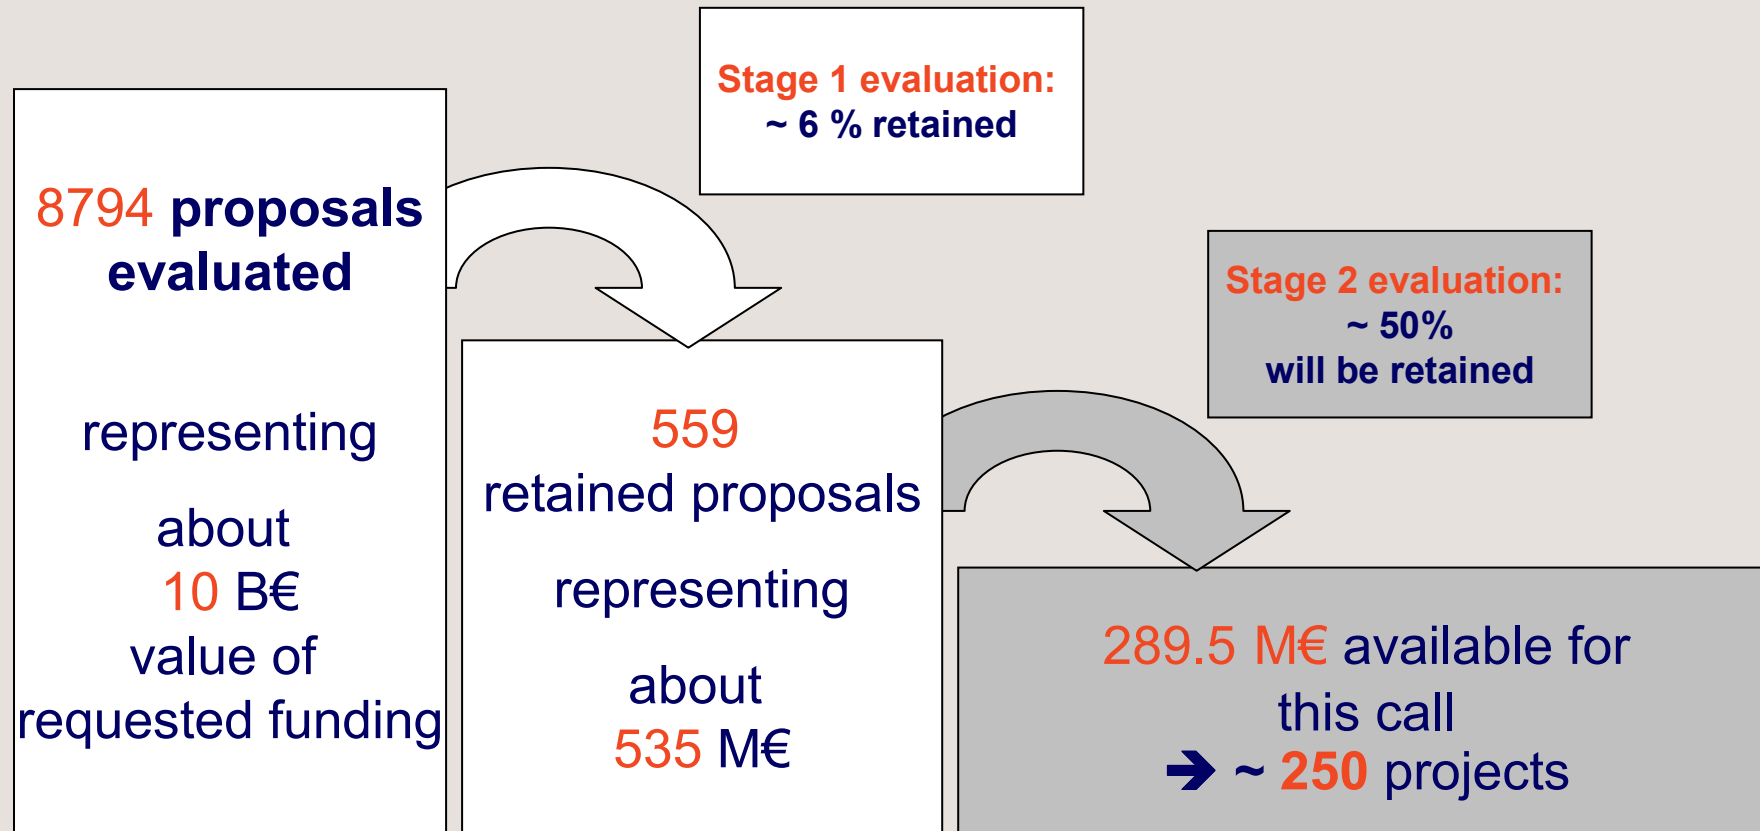 Stage 1 evaluation:
~ 6 % retained
8794 proposals
evaluated
representing
about
10 B€
value of
requested funding
Stage 2 evaluation:
~ 50%
will be retained
559
retained proposals
representing
about
535 M€
289.5 M€ available for
this call
➔ ~ 250 projects